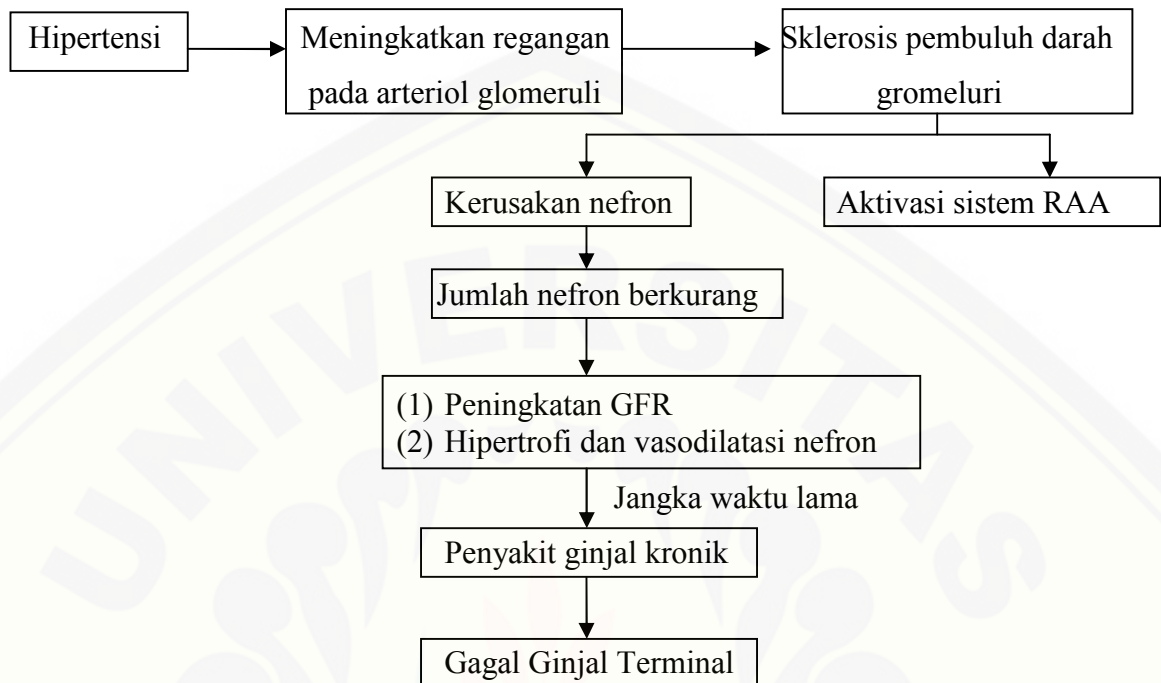 Hipertensi
Meningkatkan regangan
pada arteriol glomeruli
Sklerosis pembuluh darah
gromeluri
Kerusakan nefron
Aktivasi sistem RAA
Jumlah nefron berkurang
(1) Peningkatan GFR
(2) Hipertrofi dan vasodilatasi nefron
Jangka waktu lama
Penyakit ginjal kronik
Gagal Ginjal Terminal
UNIVERSITAS